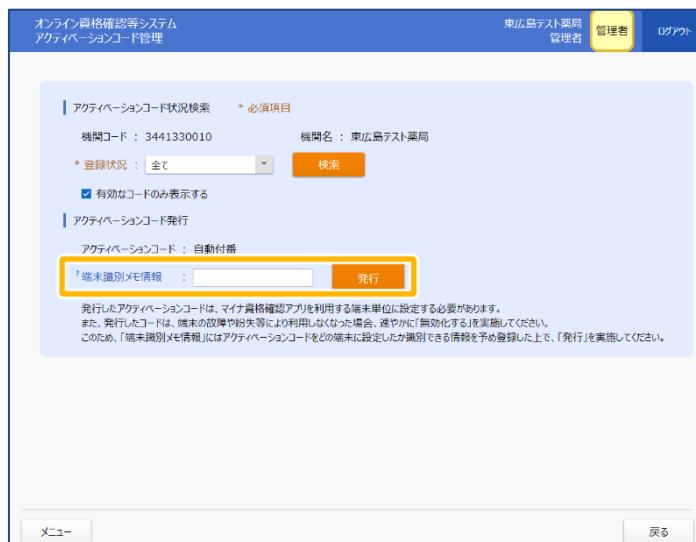 オンライン資格確認等システム
アクティベーションコード管理
東広島テスト薬局
管理者
管理者
ログアウト
アクティベーションコード状況検索 * 必須項目
機関コード : 3441330010 機関名 : 東広島テスト薬局
* 登録状況 : 全て 検索
有効なコードのみ表示する
アクティベーションコード発行
アクティベーションコード : 自動付番
?端末識別メモ情報 : 発行
発行したアクティベーションコードは、マイナ資格確認アプリを利用する端末単位に設定する必要があります。
また、発行したコードは、端末の故障や紛失等により利用しなくなった場合、速やかに「無効化する」を実施してください。
このため、「端末識別メモ情報」にはアクティベーションコードをどの端末に設定したか識別できる情報を予め登録した上で、「発行」を実施してください。
メニュー 戻る